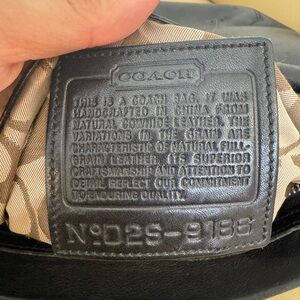 COACH
THIS IS A COACH BAG. IT WAS
HANDCRAFTED IN CHINA FROM
NATURAL COWHIDE LEATHER. THE
VARIATIONS IN THE GRAIN ARE
CHARACTERISTIC OF NATURAL FULL
GRAIN LEATHER. ITS SUPERIOR
CRAFTSMANSHIP AND ATTENTION TO
DETAIL REFLECT OUR COMMITMENT
TO ENDURING QUALITY.
Nº D2S-9186